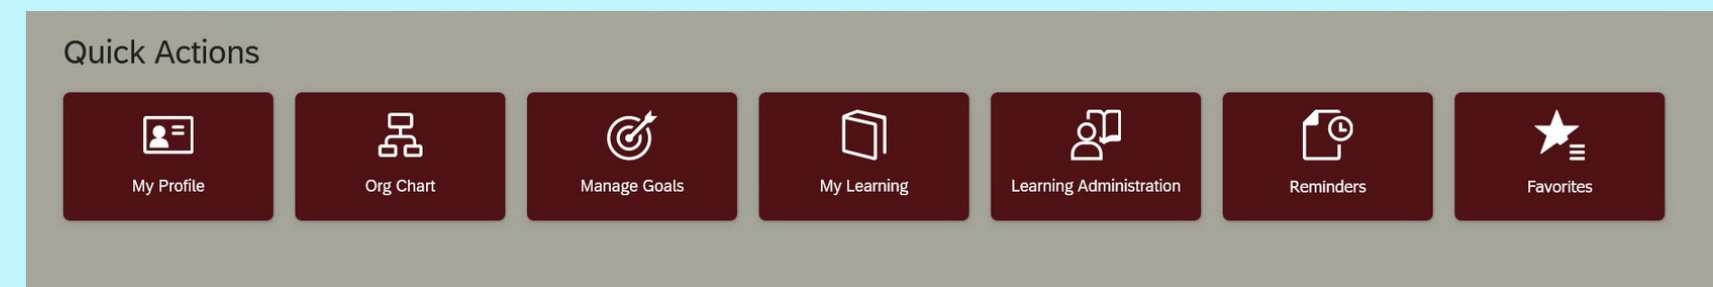 Quick Actions
My Profile
Org Chart
Manage Goals
My Learning
Learning Administration
Reminders
Favorites